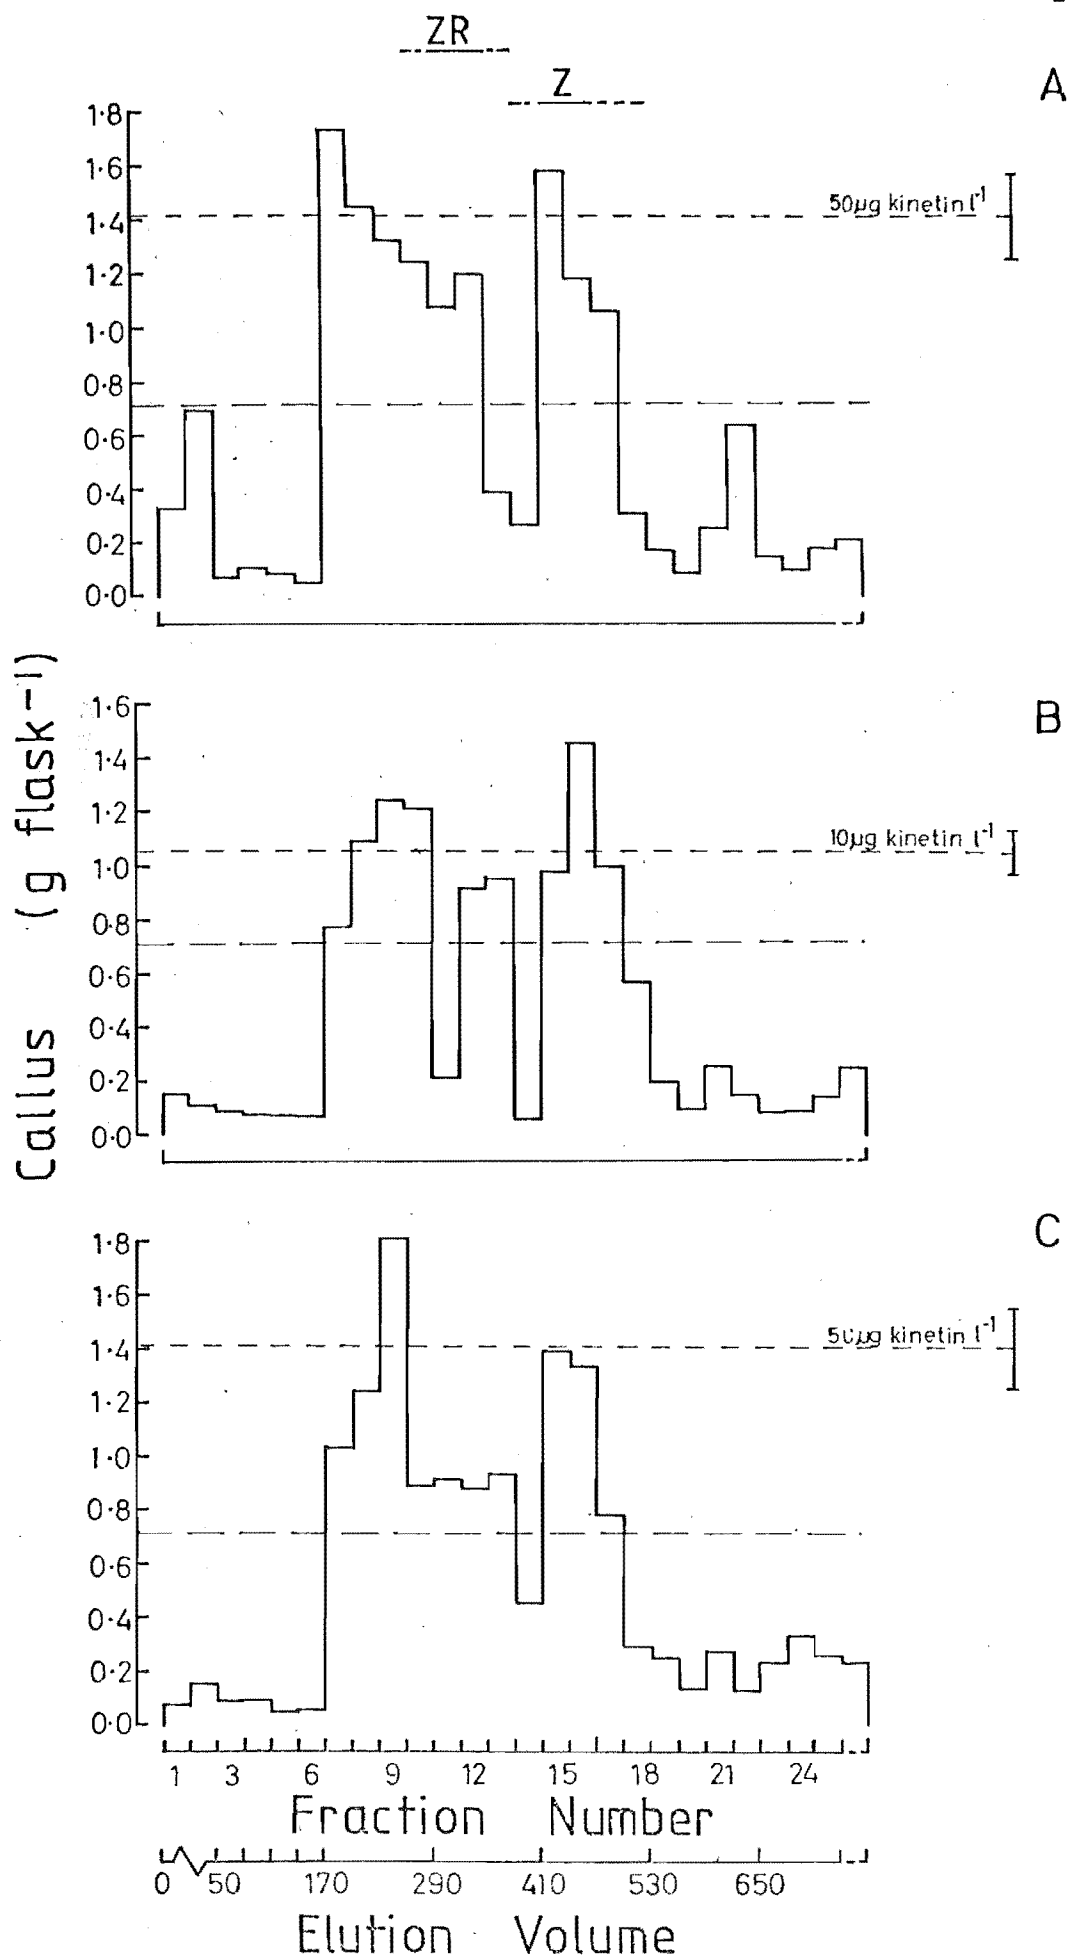 ZR
Z
A
1·8
1·6
1·4
1·2
1·0
0·8
0·6
0·4
0·2
0·0
50µg kinetin l⁻¹
B
1·6
1·4
1·2
1·0
0·8
0·6
0·4
0·2
0·0
10µg kinetin l⁻¹
Callus (g flask⁻¹)
C
1·8
1·6
1·4
1·2
1·0
0·8
0·6
0·4
0·2
0·0
50µg kinetin l⁻¹
1 3 6 9 12 15 18 21 24
Fraction Number
0 50 170 290 410 530 650
Elution Volume